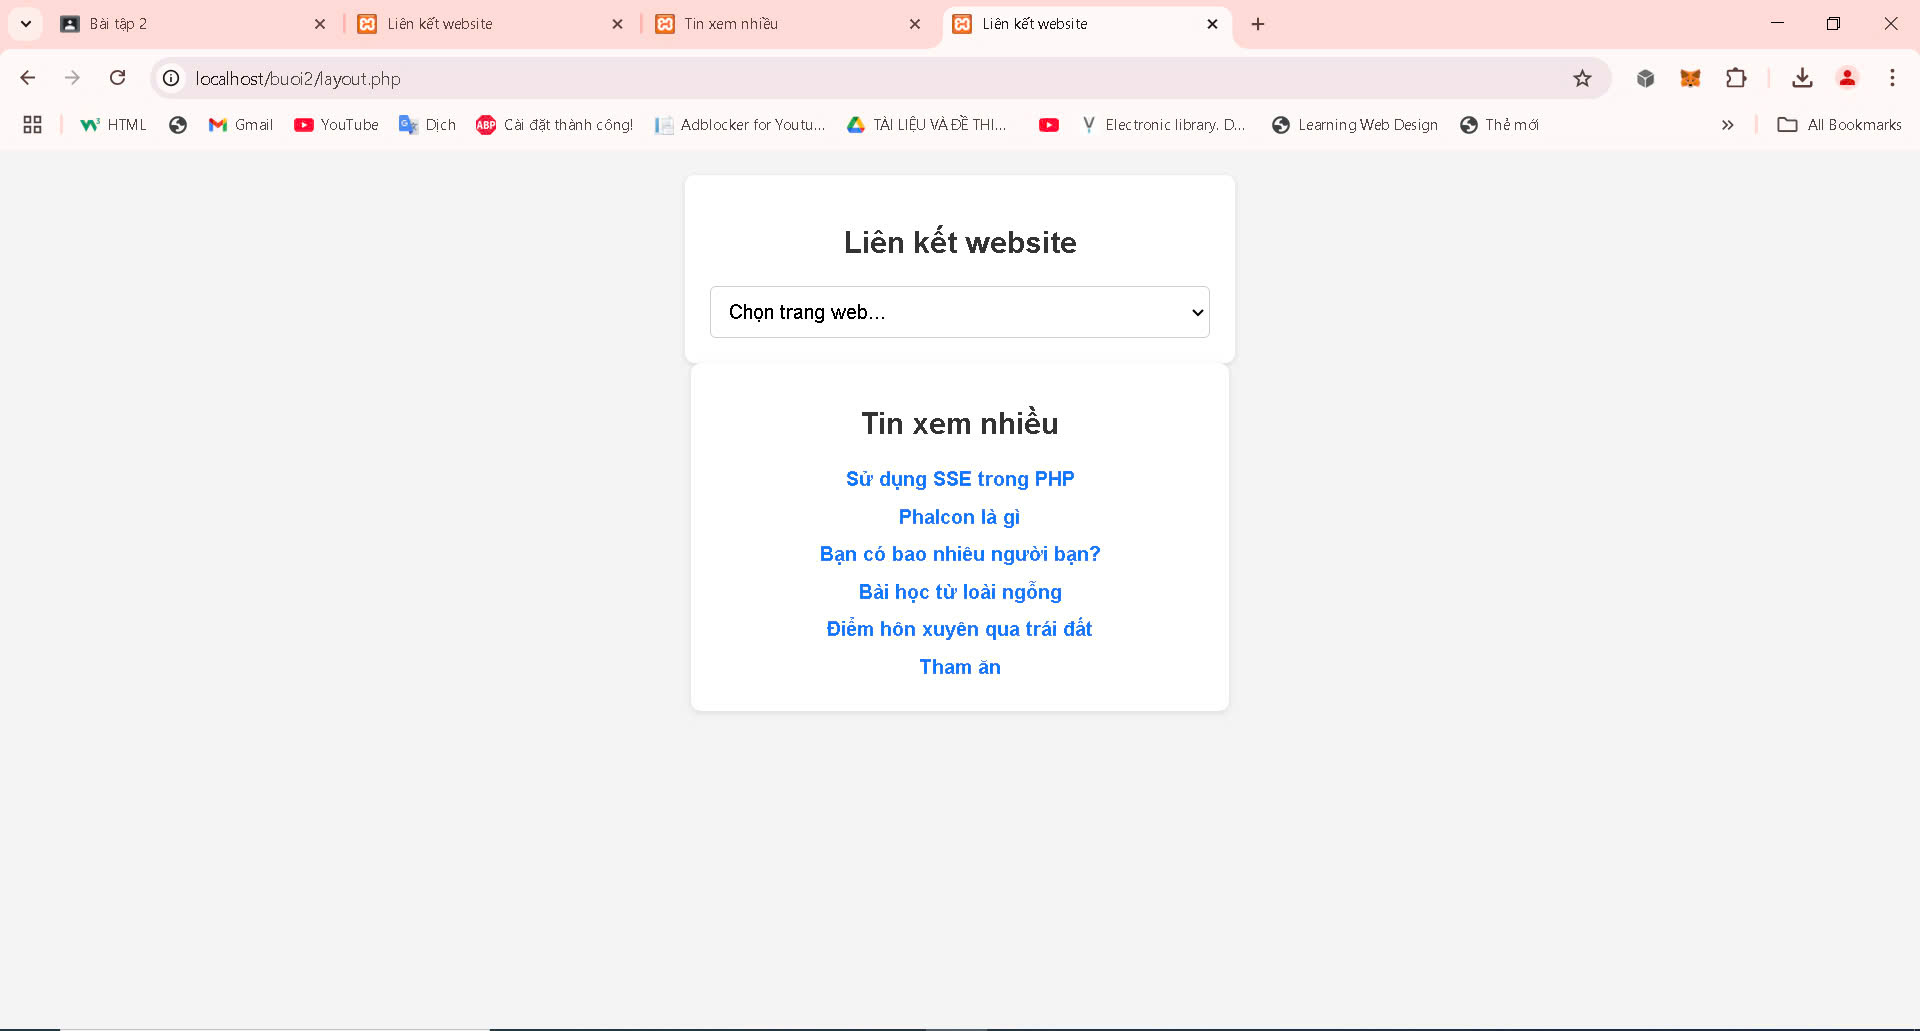 Bài tập 2
Liên kết website
Tin xem nhiều
Liên kết website
localhost/buoi2/layout.php
HTML
Gmail
YouTube
Dịch
ABP
Cài đặt thành công!
Adblocker for Youtu...
TÀI LIỆU VÀ ĐỀ THI...
Electronic library. D...
Learning Web Design
Thẻ mới
All Bookmarks
Liên kết website
Chọn trang web...
Tin xem nhiều
Sử dụng SSE trong PHP
Phalcon là gì
Bạn có bao nhiêu người bạn?
Bài học từ loài ngỗng
Điểm hôn xuyên qua trái đất
Tham ăn